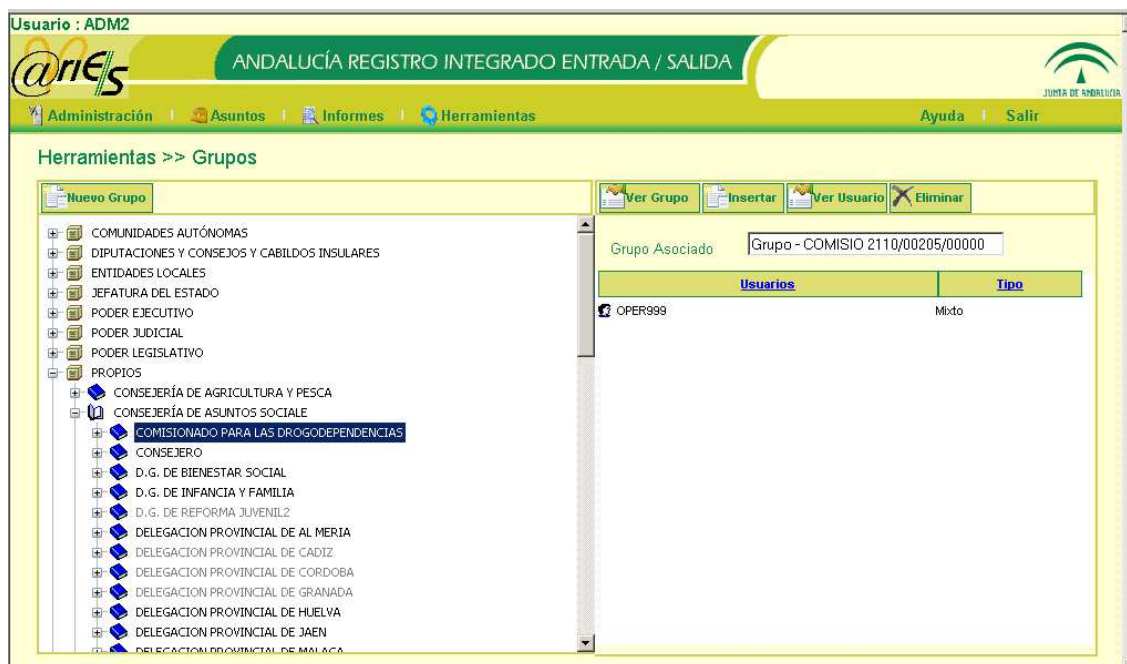 Usuario : ADM2
@ries
ANDALUCÍA REGISTRO INTEGRADO ENTRADA / SALIDA
JUNTA DE ANDALUCIA
Administración | Asuntos | Informes | Herramientas Ayuda | Salir
Herramientas >> Grupos
Nuevo Grupo
COMUNIDADES AUTÓNOMAS
DIPUTACIONES Y CONSEJOS Y CABILDOS INSULARES
ENTIDADES LOCALES
JEFATURA DEL ESTADO
PODER EJECUTIVO
PODER JUDICIAL
PODER LEGISLATIVO
PROPIOS
CONSEJERÍA DE AGRICULTURA Y PESCA
CONSEJERÍA DE ASUNTOS SOCIALE
COMISIONADO PARA LAS DROGODEPENDENCIAS
CONSEJERO
D.G. DE BIENESTAR SOCIAL
D.G. DE INFANCIA Y FAMILIA
D.G. DE REFORMA JUVENIL2
DELEGACION PROVINCIAL DE AL MERIA
DELEGACION PROVINCIAL DE CADIZ
DELEGACION PROVINCIAL DE CORDOBA
DELEGACION PROVINCIAL DE GRANADA
DELEGACION PROVINCIAL DE HUELVA
DELEGACION PROVINCIAL DE JAEN
DELEGACION PROVINCIAL DE MALAGA
Ver Grupo Insertar Ver Usuario Eliminar
Grupo Asociado Grupo - COMISIO 2110/00205/00000
Usuarios Tipo
OPER999 Mixto